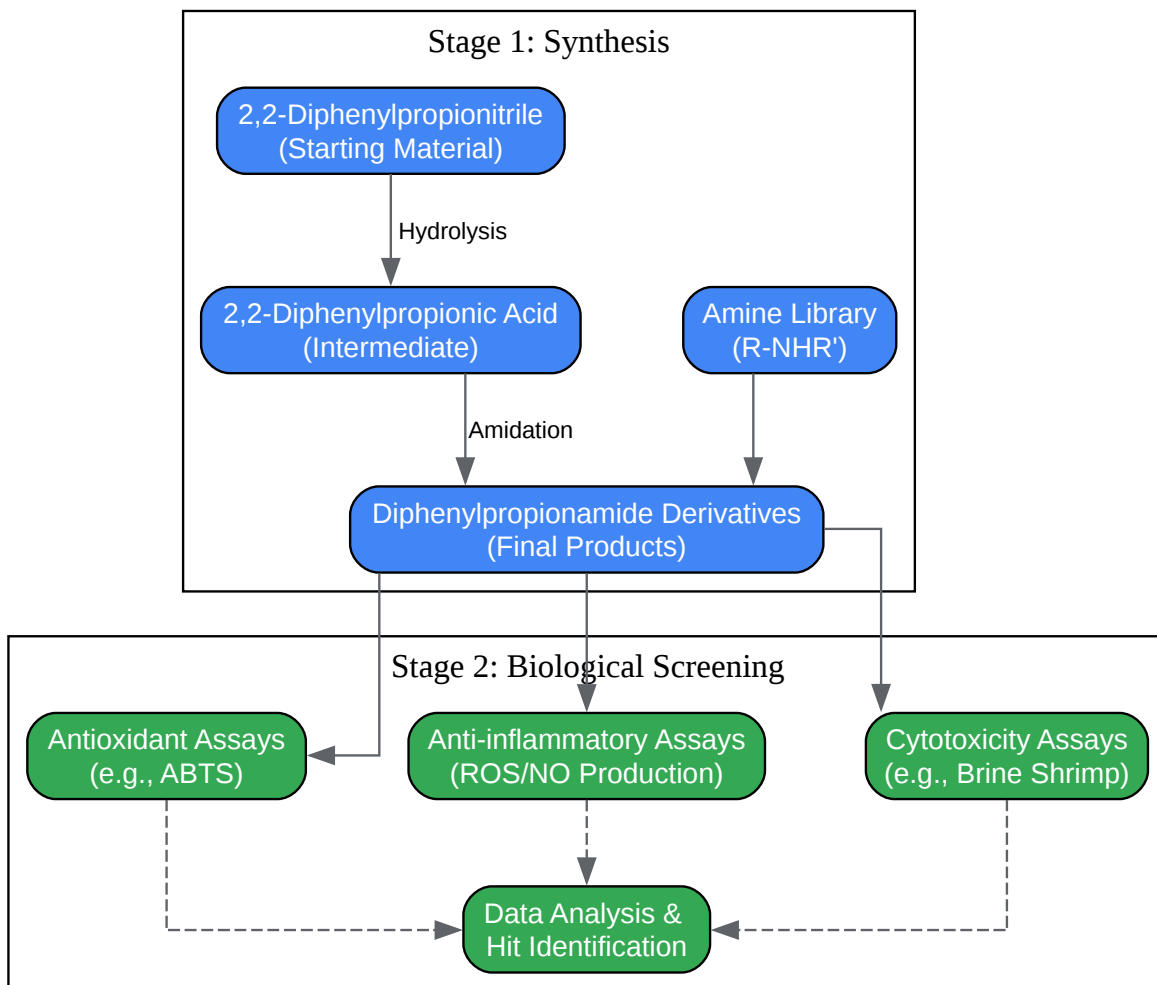 Stage 1: Synthesis
2,2-Diphenylpropionitrile
(Starting Material)
Hydrolysis
2,2-Diphenylpropionic Acid
(Intermediate)
Amine Library
(R-NHR')
Amidation
Diphenylpropionamide Derivatives
(Final Products)
Stage 2: Biological Screening
Antioxidant Assays
(e.g., ABTS)
Anti-inflammatory Assays
(ROS/NO Production)
Cytotoxicity Assays
(e.g., Brine Shrimp)
Data Analysis &
Hit Identification